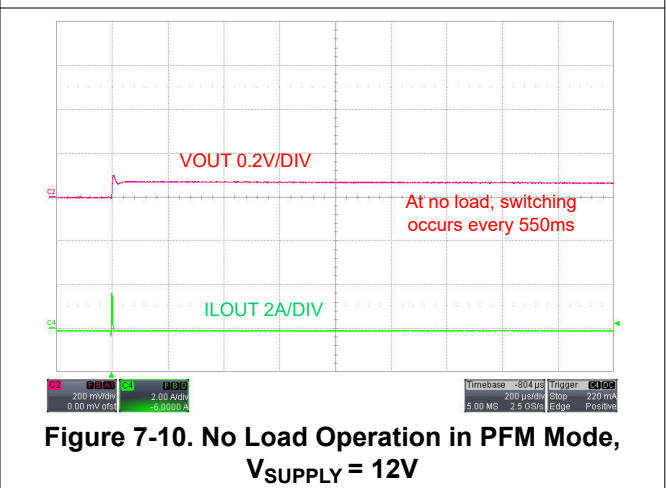 VOUT 0.2V/DIV
C2
At no load, switching
occurs every 550ms
ILOUT 2A/DIV
C4
C2 F B A1
200 mV/div
0.00 mV ofst
C4 F B D
2.00 A/div
-6.0000 A
Timebase -804 µs
200 µs/div
5.00 MS 2.5 GS/s
Trigger C4 DC
Stop 220 mA
Edge Positive
Figure 7-10. No Load Operation in PFM Mode,
VSUPPLY = 12V